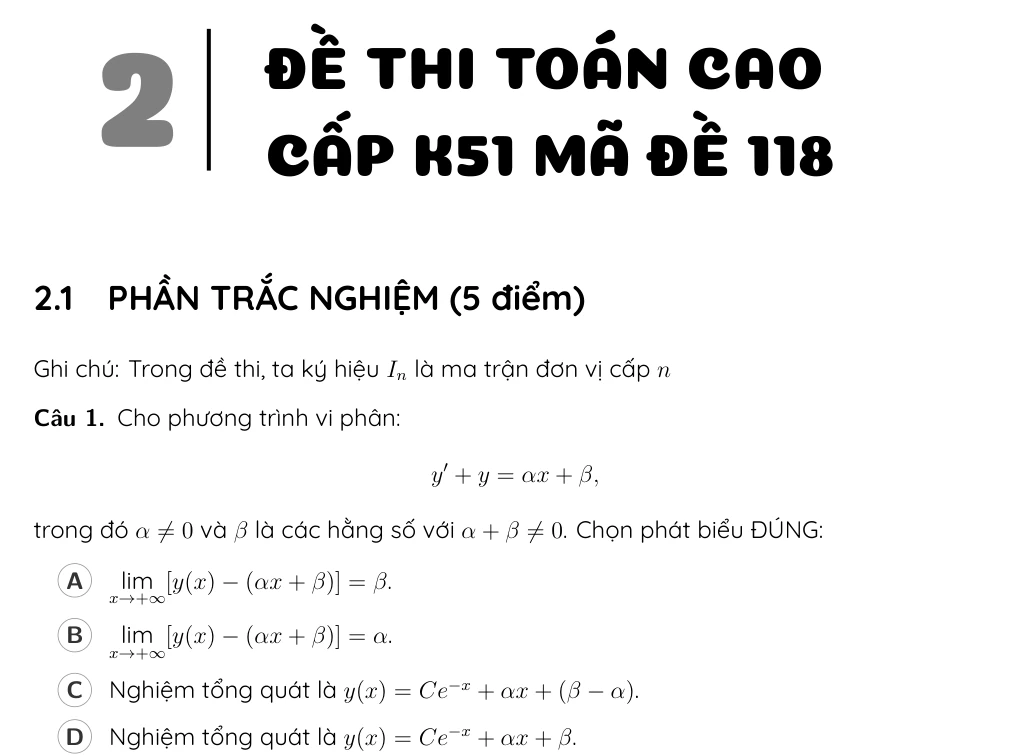 2
ĐỀ THI TOÁN CAO
CẤP K51 MÃ ĐỀ 118
2.1 PHẦN TRẮC NGHIỆM (5 điểm)
Ghi chú: Trong đề thi, ta ký hiệu Iₙ là ma trận đơn vị cấp n
Câu 1. Cho phương trình vi phân:
y′ + y = αx + β,
trong đó α ≠ 0 và β là các hằng số với α + β ≠ 0. Chọn phát biểu ĐÚNG:
A lim x→+∞ [y(x) − (αx + β)] = β.
B lim x→+∞ [y(x) − (αx + β)] = α.
C Nghiệm tổng quát là y(x) = Ce⁻ˣ + αx + (β − α).
D Nghiệm tổng quát là y(x) = Ce⁻ˣ + αx + β.